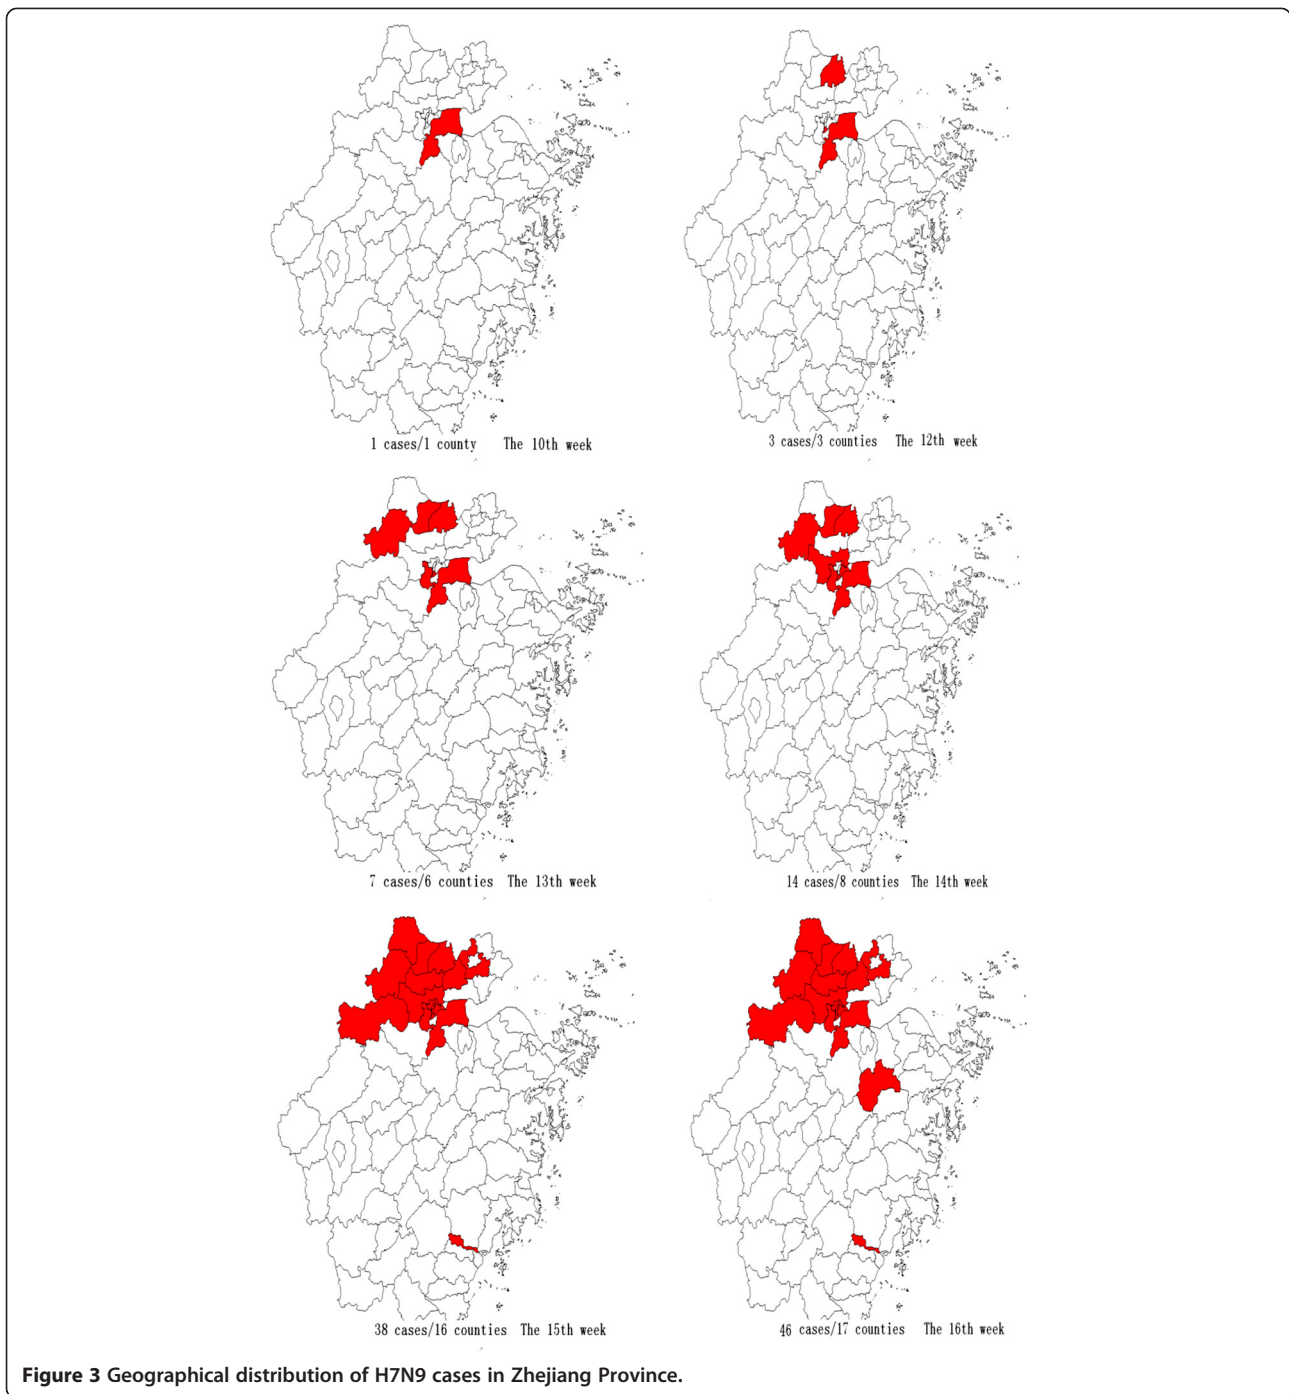 1 cases/1 county The 10th week
3 cases/3 counties The 12th week
7 cases/6 counties The 13th week
14 cases/8 counties The 14th week
38 cases/16 counties The 15th week
46 cases/17 counties The 16th week
Figure 3 Geographical distribution of H7N9 cases in Zhejiang Province.